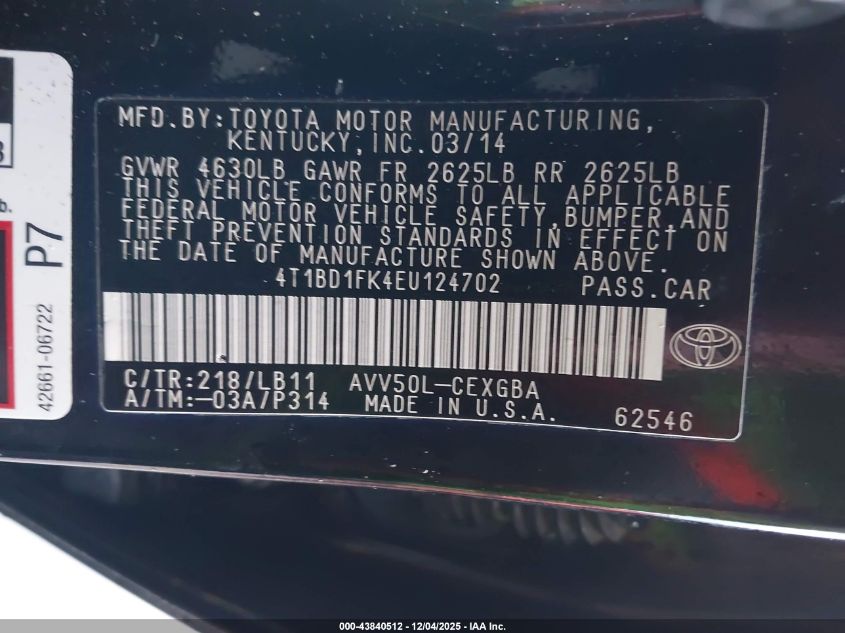 MFD.BY:TOYOTA MOTOR MANUFACTURING,
KENTUCKY,INC.03/14
GVWR 4630LB GAWR FR 2625LB RR 2625LB
THIS VEHICLE CONFORMS TO ALL APPLICABLE
FEDERAL MOTOR VEHICLE SAFETY,BUMPER,AND
THEFT PREVENTION STANDARDS IN EFFECT ON
THE DATE OF MANUFACTURE SHOWN ABOVE.
4T1BD1FK4EU124702 PASS.CAR
C/TR:218/LB11 AVV50L-CEXGBA
A/TM:-03A/P314 MADE IN U.S.A. 62546
P7
42661-06722
000-43840512 - 12/04/2025 - IAA Inc.